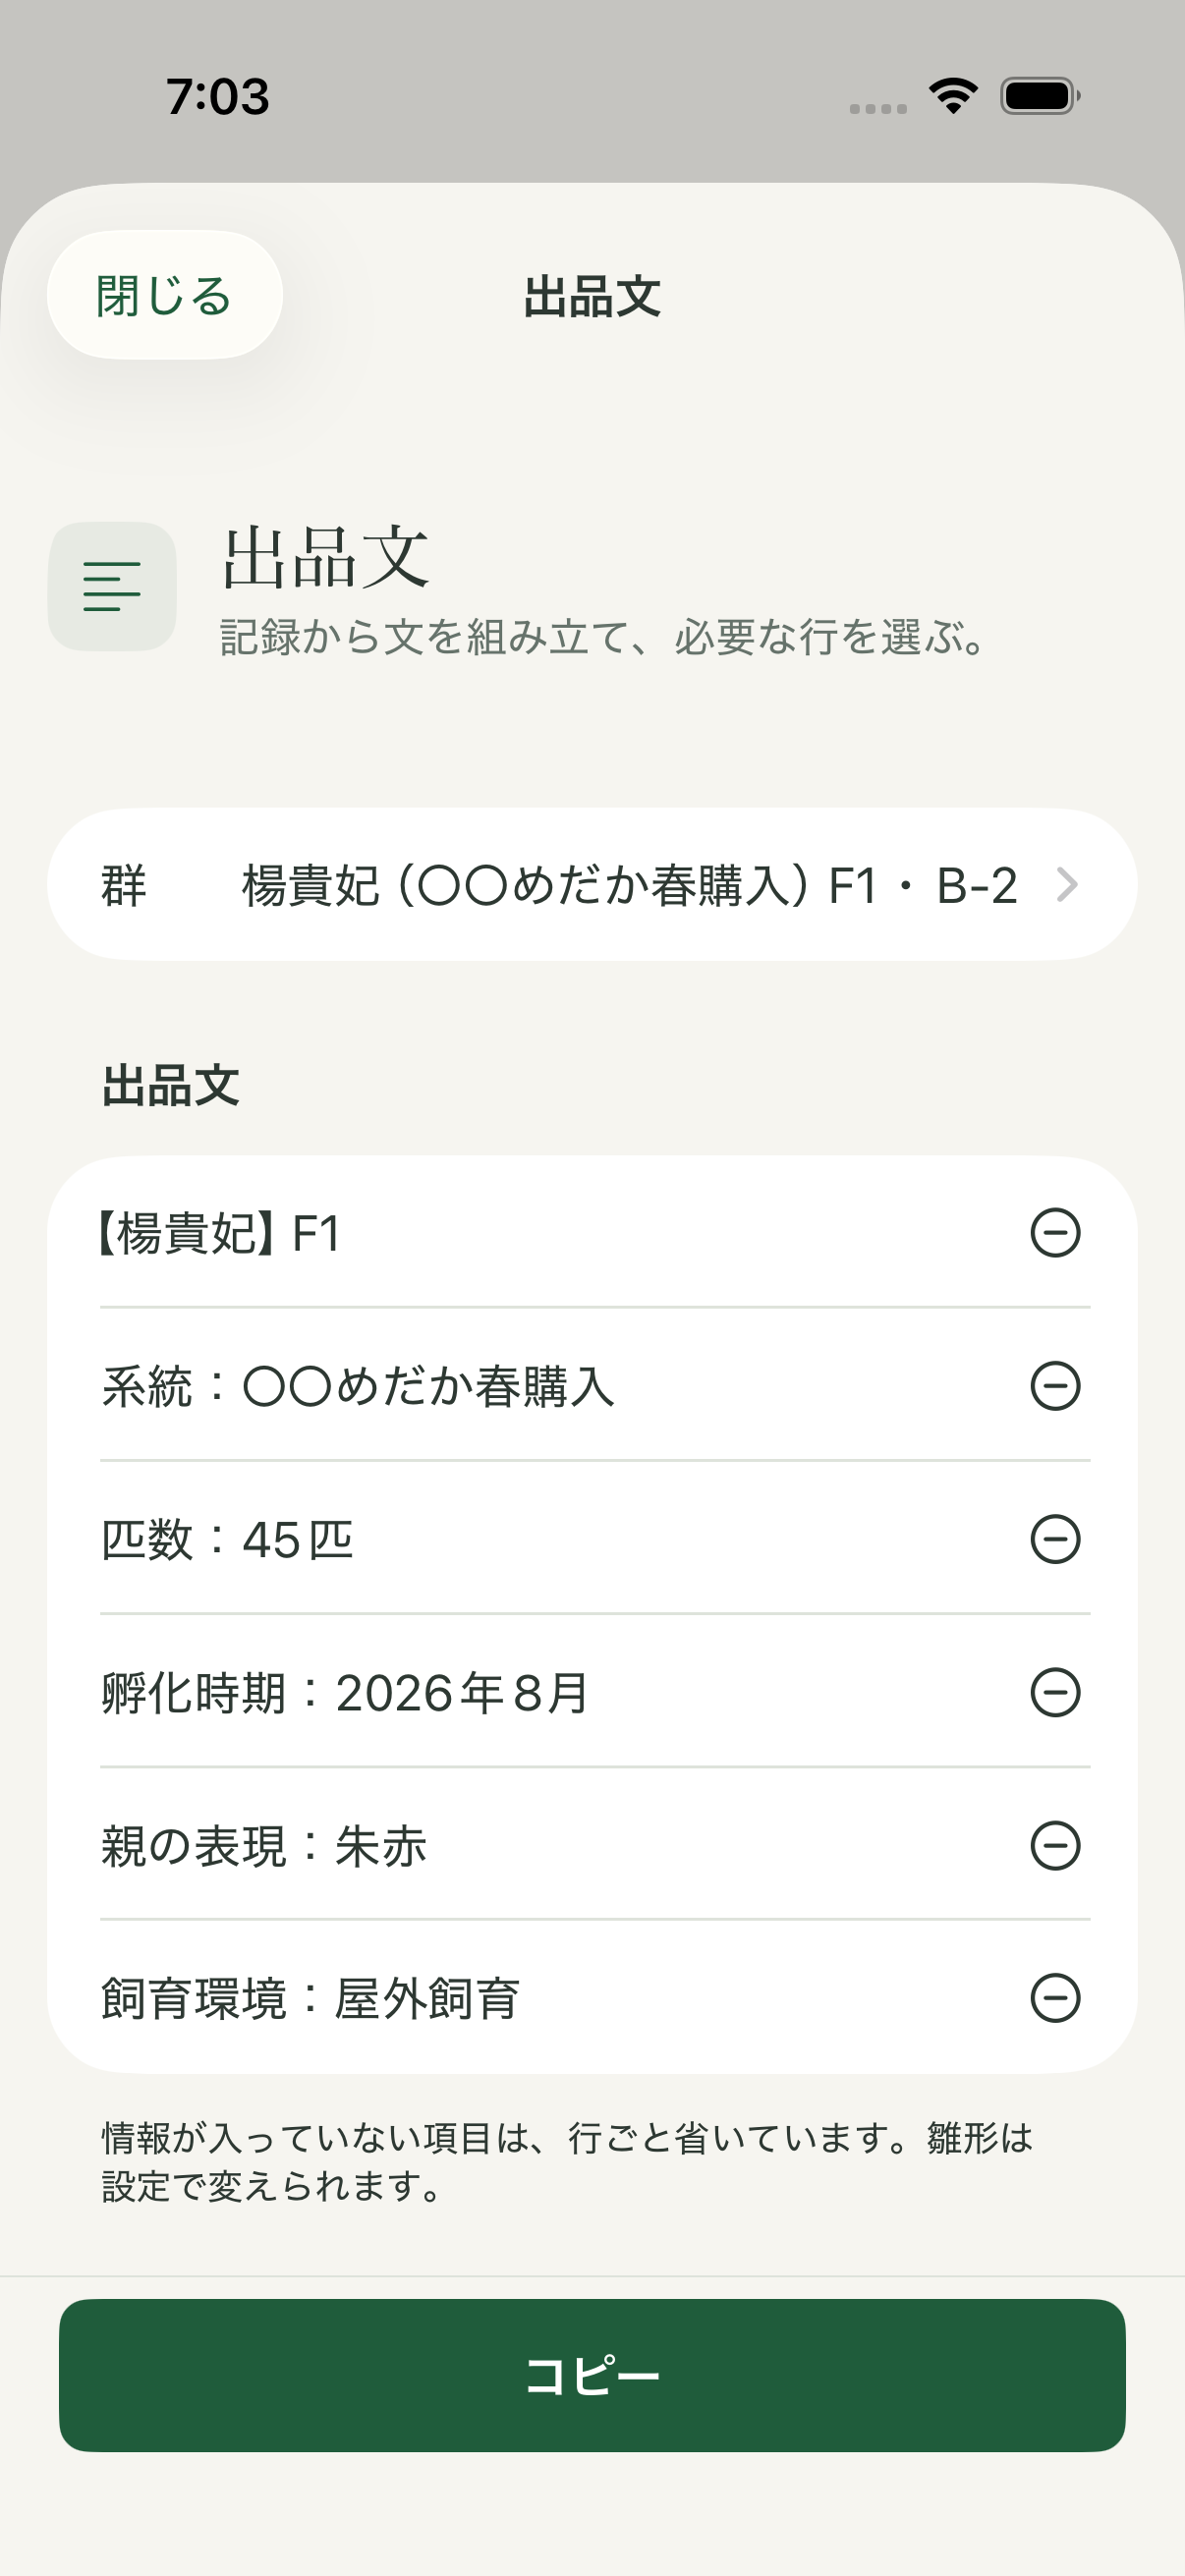 7:03
閉じる
出品文
出品文
記録から文を組み立て、必要な行を選ぶ。
群 楊貴妃（〇〇めだか春購入）F1・B-2
出品文
【楊貴妃】F1
系統：〇〇めだか春購入
匹数：45匹
孵化時期：2026年8月
親の表現：朱赤
飼育環境：屋外飼育
情報が入っていない項目は、行ごと省いています。雛形は
設定で変えられます。
コピー